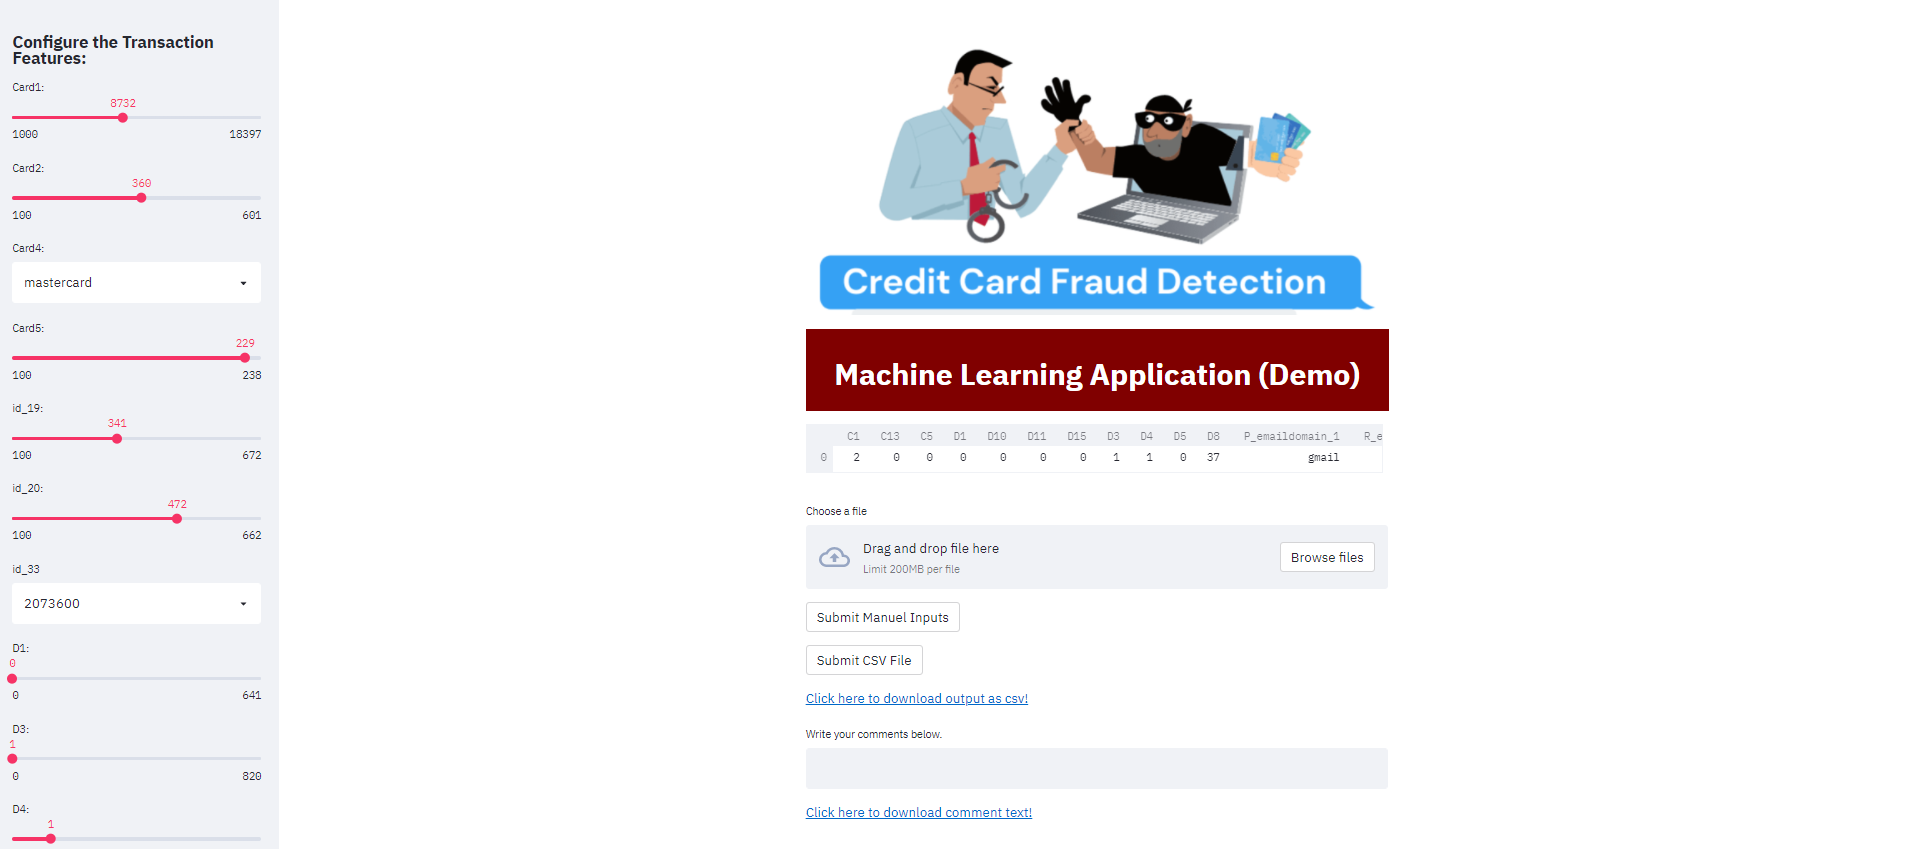 Configure the Transaction
Features:
Card1:
8732
1000 18397
Card2:
360
100 601
Card4:
mastercard
Card5:
229
100 238
id_19:
341
100 672
id_20:
472
100 662
id_33
2073600
D1:
0
0 641
D3:
1
0 820
D4:
1
Credit Card Fraud Detection
Machine Learning Application (Demo)
C1 C13 C5 D1 D10 D11 D15 D3 D4 D5 D8 P_emaildomain_1 R_e
0 2 0 0 0 0 0 0 1 1 0 37 gmail
Choose a file
Drag and drop file here
Limit 200MB per file
Browse files
Submit Manuel Inputs
Submit CSV File
Click here to download output as csv!
Write your comments below.
Click here to download comment text!